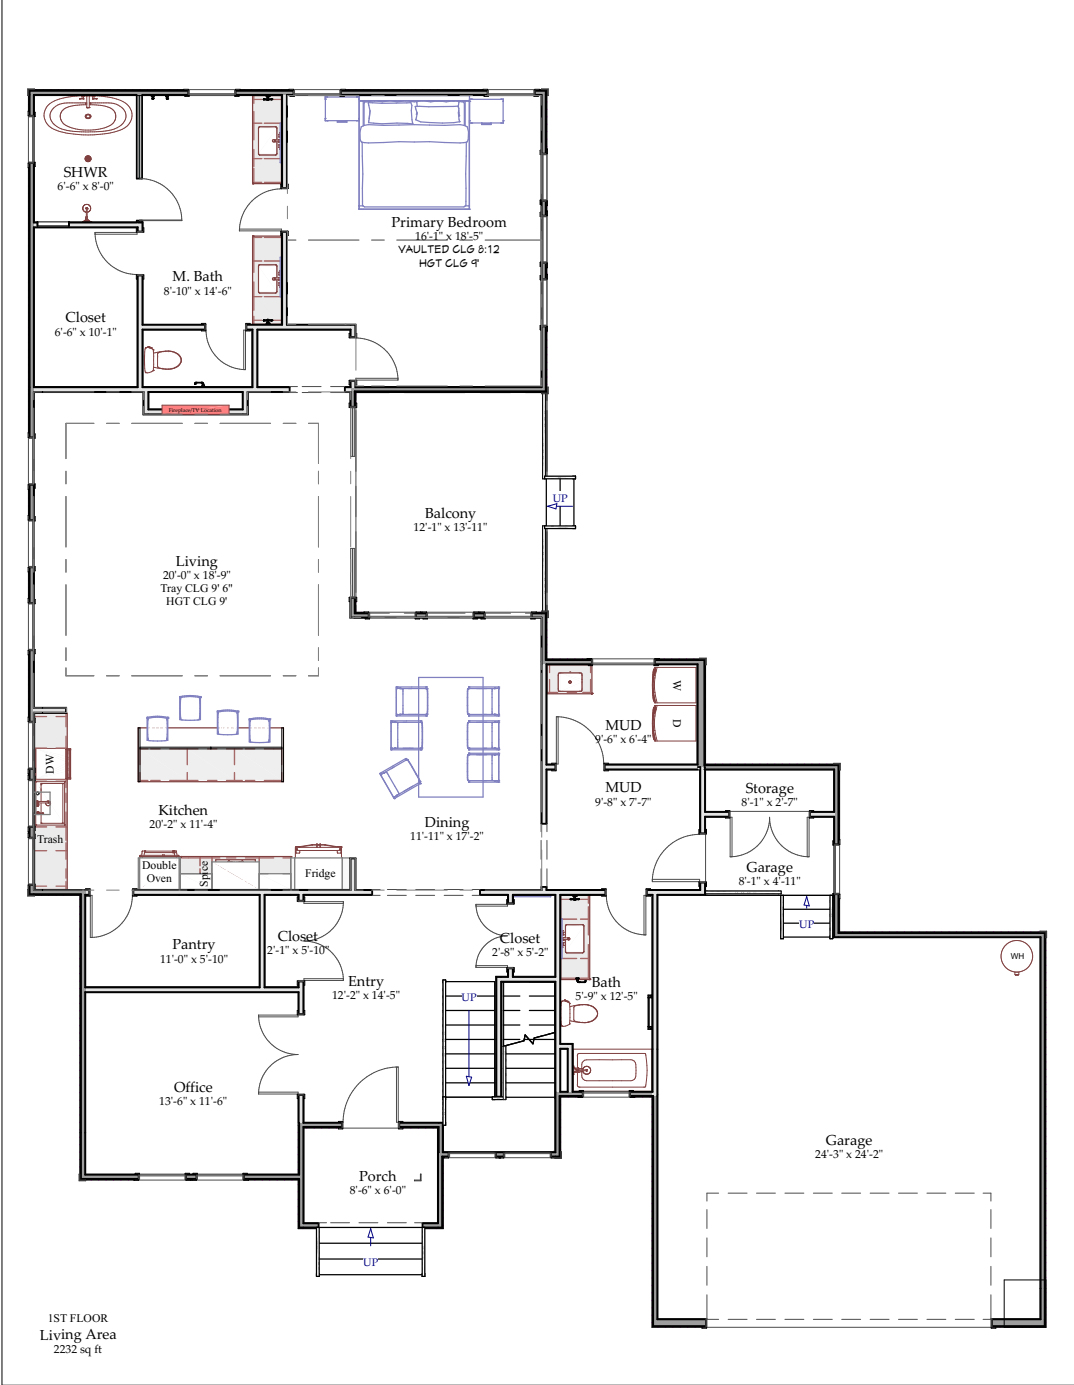 SHWR
6'-6" x 8'-0"
Primary Bedroom
16'-1" x 18'-5"
VAULTED CLG 8:12
HGT CLG 9'
M. Bath
8'-10" x 14'-6"
Closet
6'-6" x 10'-1"
Fireplace/TV Location
Balcony
12'-1" x 13'-11"
UP
Living
20'-0" x 18'-9"
Tray CLG 9' 6"
HGT CLG 9'
W
D
MUD
9'-6" x 6'-4"
DW
MUD
9'-8" x 7'-7"
Storage
8'-1" x 2'-7"
Kitchen
20'-2" x 11'-4"
Dining
11'-11" x 17'-2"
Trash
Double
Oven
Spice
Fridge
Garage
8'-1" x 4'-11"
UP
Pantry
11'-0" x 5'-10"
Closet
2'-1" x 5'-10"
Closet
2'-8" x 5'-2"
WH
Entry
12'-2" x 14'-5"
UP
Bath
5'-9" x 12'-5"
Office
13'-6" x 11'-6"
Garage
24'-3" x 24'-2"
Porch
8'-6" x 6'-0"
UP
1ST FLOOR
Living Area
2232 sq ft